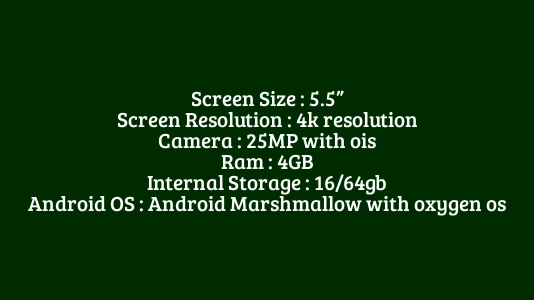 Screen Size : 5.5”
Screen Resolution : 4k resolution
Camera : 25MP with ois
Ram : 4GB
Internal Storage : 16/64gb
Android OS : Android Marshmallow with oxygen os